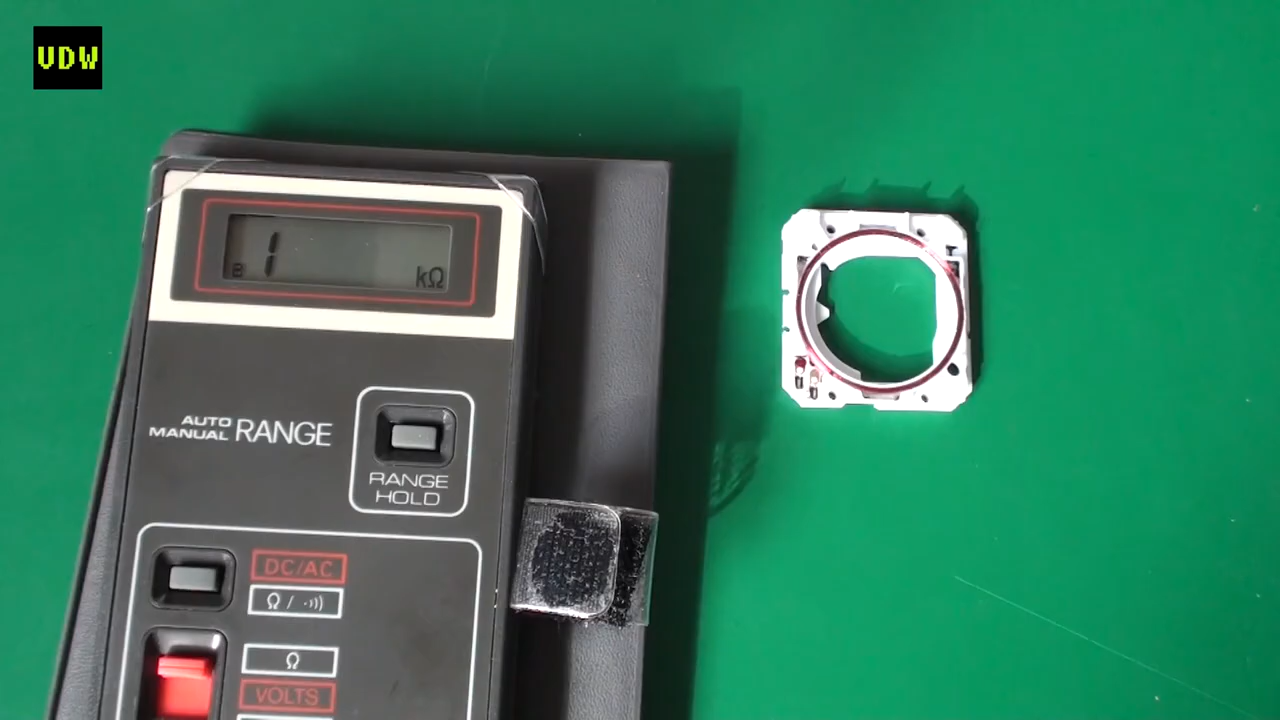 VDW
1
B
kΩ
AUTO
MANUAL RANGE
RANGE
HOLD
DC/AC
Ω / ·)))
Ω
VOLTS